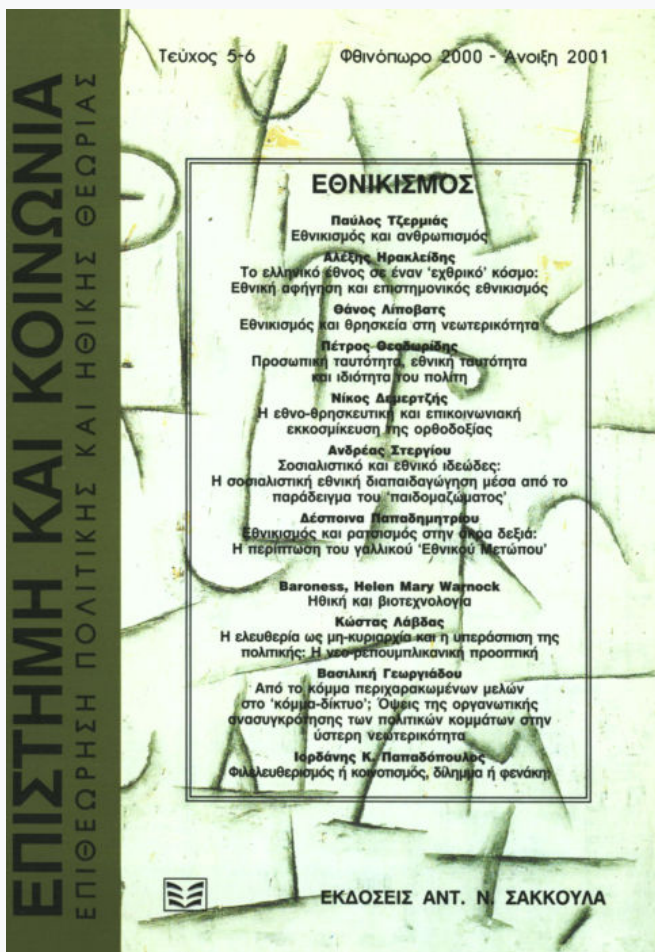 ΕΠΙΣΤΗΜΗ ΚΑΙ ΚΟΙΝΩΝΙΑ
ΕΠΙΘΕΩΡΗΣΗ ΠΟΛΙΤΙΚΗΣ ΚΑΙ ΗΘΙΚΗΣ ΘΕΩΡΙΑΣ
Τεύχος 5-6 Φθινόπωρο 2000 - Άνοιξη 2001
ΕΘΝΙΚΙΣΜΟΣ
Παύλος Τζερμιάς
Εθνικισμός και ανθρωπισμός
Αλέξης Ηρακλείδης
Το ελληνικό έθνος σε έναν 'εχθρικό' κόσμο:
Εθνική αφήγηση και επιστημονικός εθνικισμός
Θάνος Λίποβατς
Εθνικισμός και θρησκεία στη νεωτερικότητα
Πέτρος Θεοδωρίδης
Προσωπική ταυτότητα, εθνική ταυτότητα
και ιδιότητα του πολίτη
Νίκος Δεμερτζής
Η εθνο-θρησκευτική και επικοινωνιακή
εκκοσμίκευση της ορθοδοξίας
Ανδρέας Στεργίου
Σοσιαλιστικό και εθνικό ιδεώδες:
Η σοσιαλιστική εθνική διαπαιδαγώγηση μέσα από το
παράδειγμα του 'παιδομαζώματος'
Δέσποινα Παπαδημητρίου
Εθνικισμός και ρατσισμός στην άκρα δεξιά:
Η περίπτωση του γαλλικού 'Εθνικού Μετώπου'
Baroness, Helen Mary Warnock
Ηθική και βιοτεχνολογία
Κώστας Λάβδας
Η ελευθερία ως μη-κυριαρχία και η υπεράσπιση της
πολιτικής: Η νεο-ρεπουμπλικανική προοπτική
Βασιλική Γεωργιάδου
Από το κόμμα περιχαρακωμένων μελών
στο 'κόμμα-δίκτυο'; Όψεις της οργανωτικής
ανασυγκρότησης των πολιτικών κομμάτων στην
ύστερη νεωτερικότητα
Ιορδάνης Κ. Παπαδόπουλος
Φιλελευθερισμός ή κοινοτισμός, δίλημμα ή φενάκη;
ΕΚΔΟΣΕΙΣ ΑΝΤ. Ν. ΣΑΚΚΟΥΛΑ